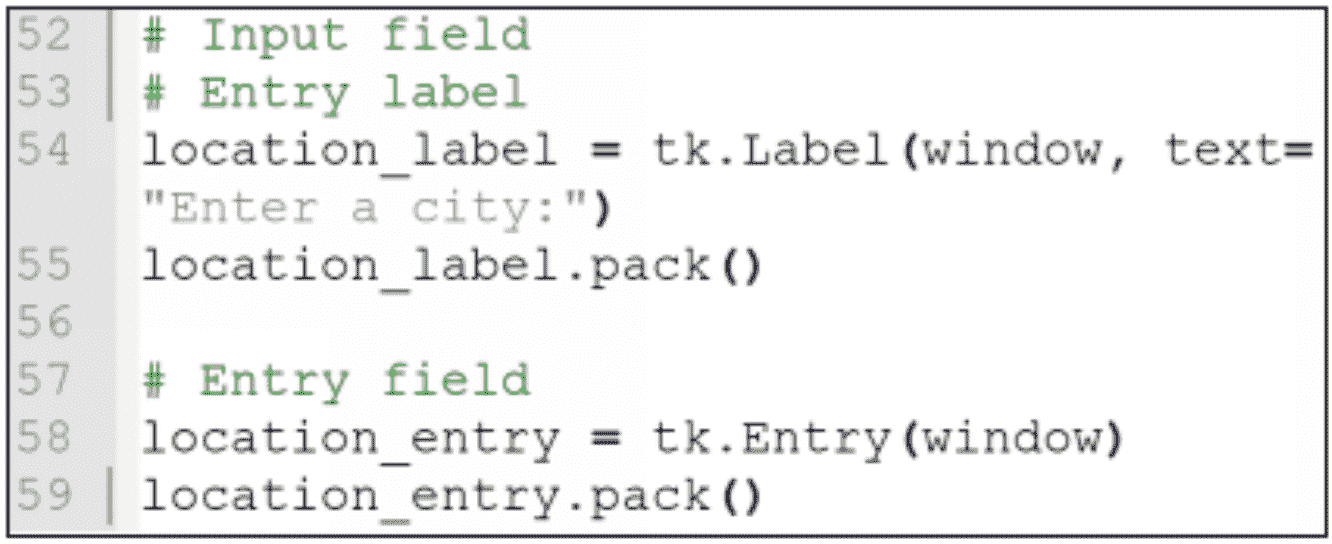 52 # Input field
53 # Entry label
54 location_label = tk.Label(window, text=
"Enter a city:")
55 location_label.pack()
56
57 # Entry field
58 location_entry = tk.Entry(window)
59 location_entry.pack()